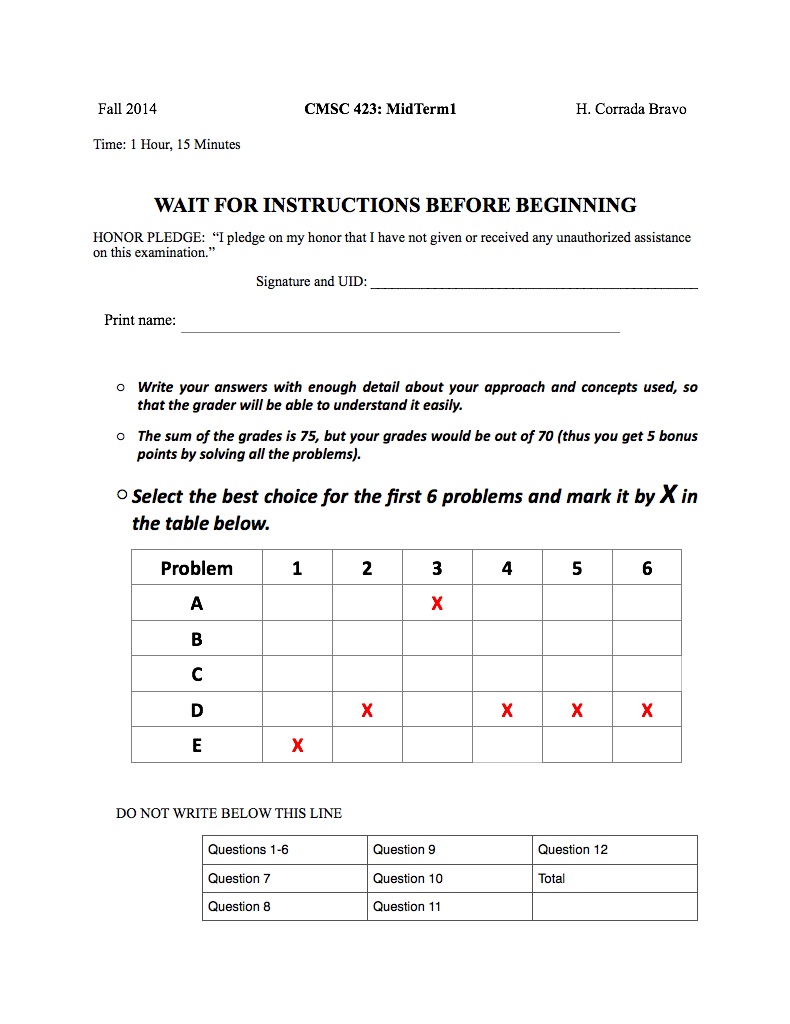 Fall 2014 CMSC 423: MidTerm1 H. Corrada Bravo
Time: 1 Hour, 15 Minutes
WAIT FOR INSTRUCTIONS BEFORE BEGINNING
HONOR PLEDGE: “I pledge on my honor that I have not given or received any unauthorized assistance
on this examination.”
Signature and UID:
Print name:
Write your answers with enough detail about your approach and concepts used, so
that the grader will be able to understand it easily.
The sum of the grades is 75, but your grades would be out of 70 (thus you get 5 bonus
points by solving all the problems).
Select the best choice for the first 6 problems and mark it by X in
the table below.
Problem 1 2 3 4 5 6
A X
B
C
D X X X X
E X
DO NOT WRITE BELOW THIS LINE
Questions 1-6 Question 9 Question 12
Question 7 Question 10 Total
Question 8 Question 11